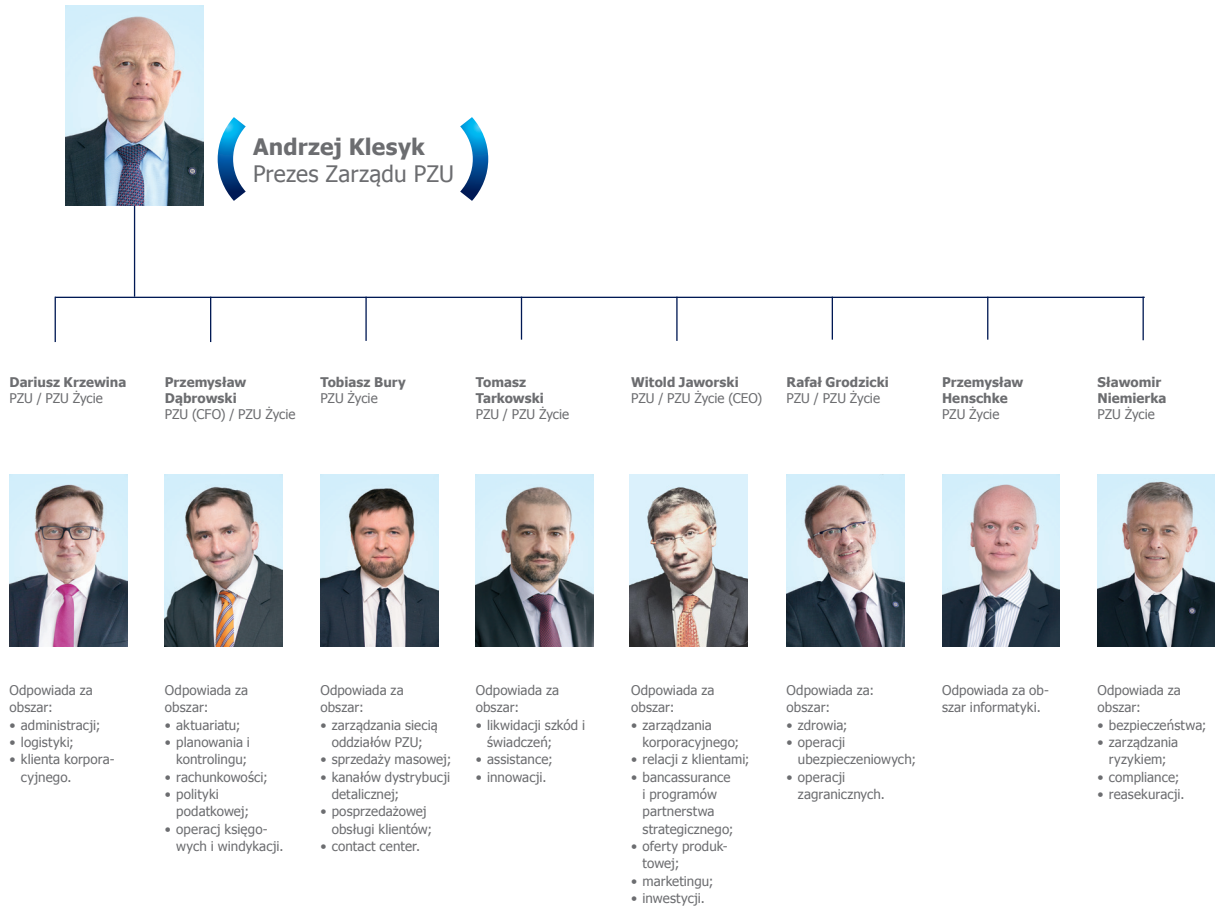 Andrzej Klesyk
Prezes Zarządu PZU
Dariusz Krzewina
PZU / PZU Życie
Odpowiada za
obszar:
• administracji;
• logistyki;
• klienta korpora-
cyjnego.
Przemysław
Dąbrowski
PZU (CFO) / PZU Życie
Odpowiada za
obszar:
• aktuariatu;
• planowania i
kontrolingu;
• rachunkowości;
• polityki
podatkowej;
• operacj księgo-
wych i windykacji.
Tobiasz Bury
PZU Życie
Odpowiada za
obszar:
• zarządzania siecią
oddziałów PZU;
• sprzedaży masowej;
• kanałów dystrybucji
detalicznej;
• posprzedażowej
obsługi klientów;
• contact center.
Tomasz
Tarkowski
PZU / PZU Życie
Odpowiada za
obszar:
• likwidacji szkód i
świadczeń;
• assistance;
• innowacji.
Witold Jaworski
PZU / PZU Życie (CEO)
Odpowiada za
obszar:
• zarządzania
korporacyjnego;
• relacji z klientami;
• bancassurance
i programów
partnerstwa
strategicznego;
• oferty produk-
towej;
• marketingu;
• inwestycji.
Rafał Grodzicki
PZU / PZU Życie
Odpowiada za:
obszar:
• zdrowia;
• operacji
ubezpieczeniowych;
• operacji
zagranicznych.
Przemysław
Henschke
PZU Życie
Odpowiada za ob-
szar informatyki.
Sławomir
Niemierka
PZU Życie
Odpowiada za
obszar:
• bezpieczeństwa;
• zarządzania
ryzykiem;
• compliance;
• reasekuracji.